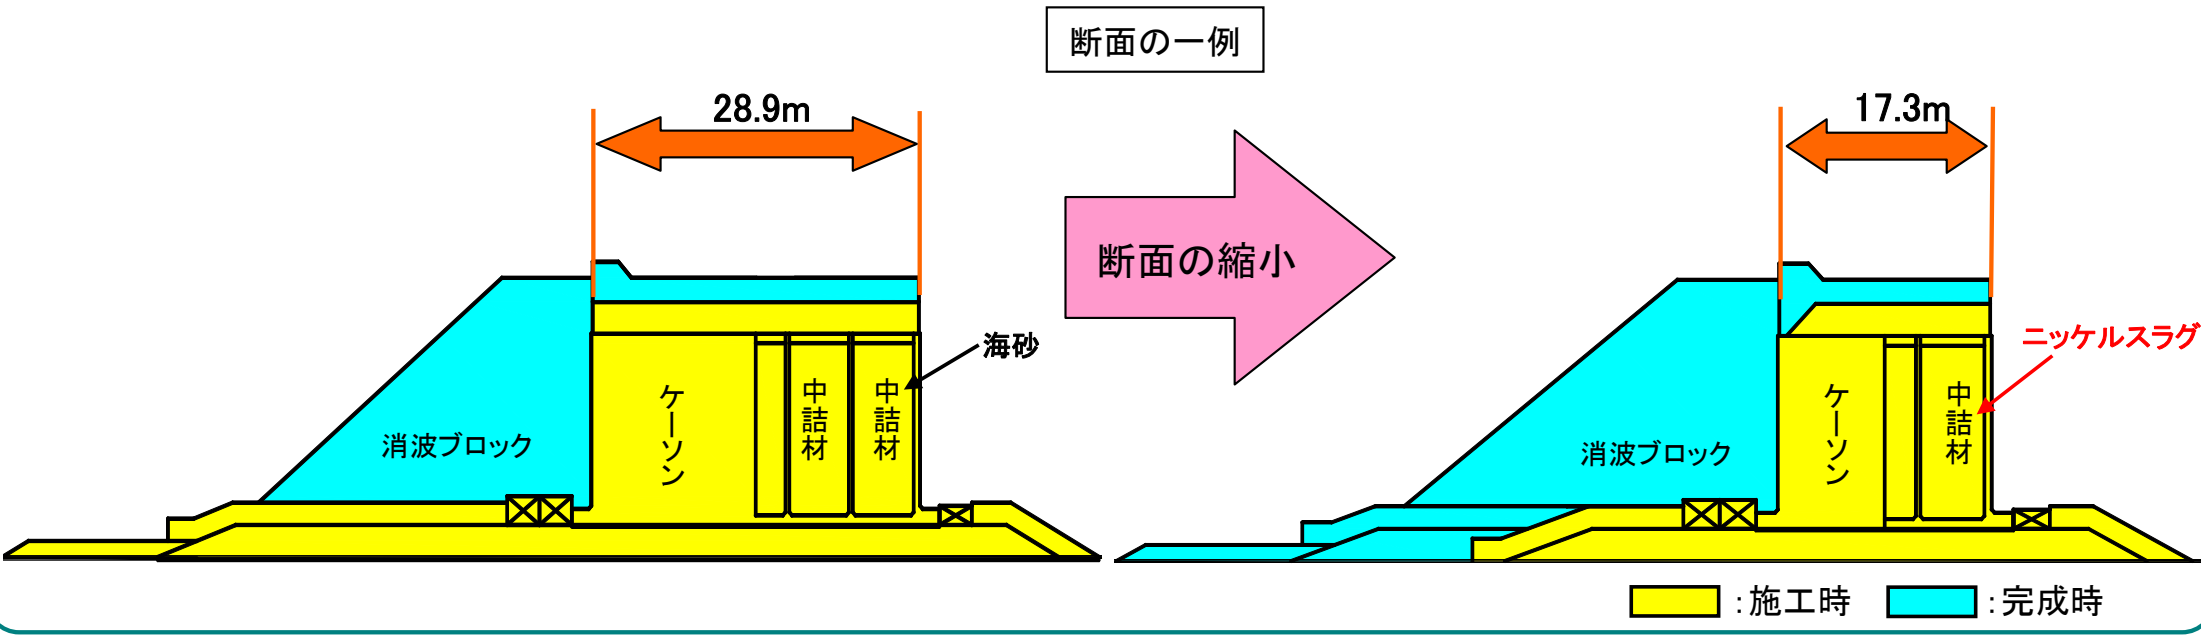 断面の一例
28.9m
17.3m
断面の縮小
海砂
ニッケルスラグ
消波ブロック
ケーソン
中詰材
中詰材
消波ブロック
ケーソン
中詰材
:施工時
:完成時